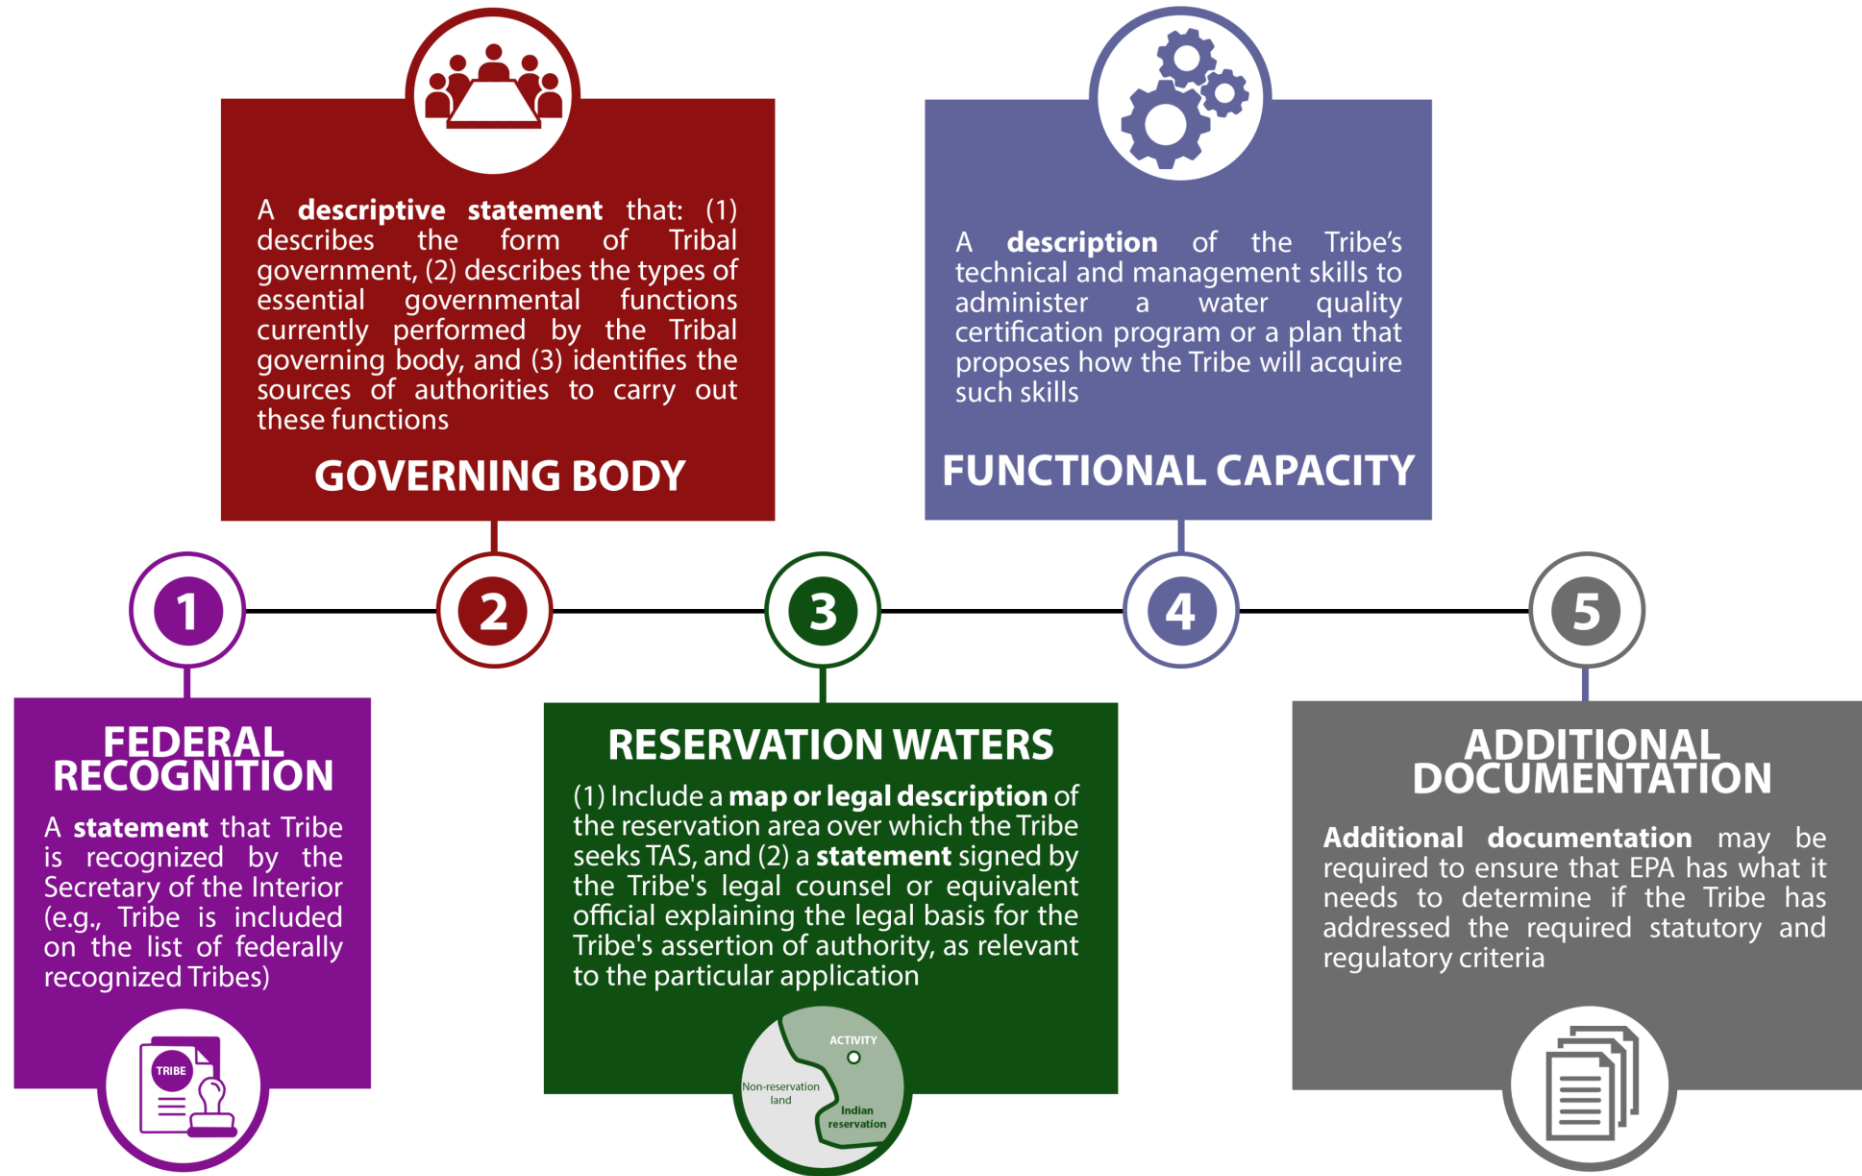 A descriptive statement that: (1)
describes the form of Tribal
government, (2) describes the types of
essential governmental functions
currently performed by the Tribal
governing body, and (3) identifies the
sources of authorities to carry out
these functions
GOVERNING BODY
A description of the Tribe's
technical and management skills to
administer a water quality
certification program or a plan that
proposes how the Tribe will acquire
such skills
FUNCTIONAL CAPACITY
1
2
3
4
5
FEDERAL
RECOGNITION
A statement that Tribe
is recognized by the
Secretary of the Interior
(e.g., Tribe is included
on the list of federally
recognized Tribes)
TRIBE
RESERVATION WATERS
(1) Include a map or legal description of
the reservation area over which the Tribe
seeks TAS, and (2) a statement signed by
the Tribe's legal counsel or equivalent
official explaining the legal basis for the
Tribe's assertion of authority, as relevant
to the particular application
ACTIVITY
Non-reservation
land
Indian
reservation
ADDITIONAL
DOCUMENTATION
Additional documentation may be
required to ensure that EPA has what it
needs to determine if the Tribe has
addressed the required statutory and
regulatory criteria